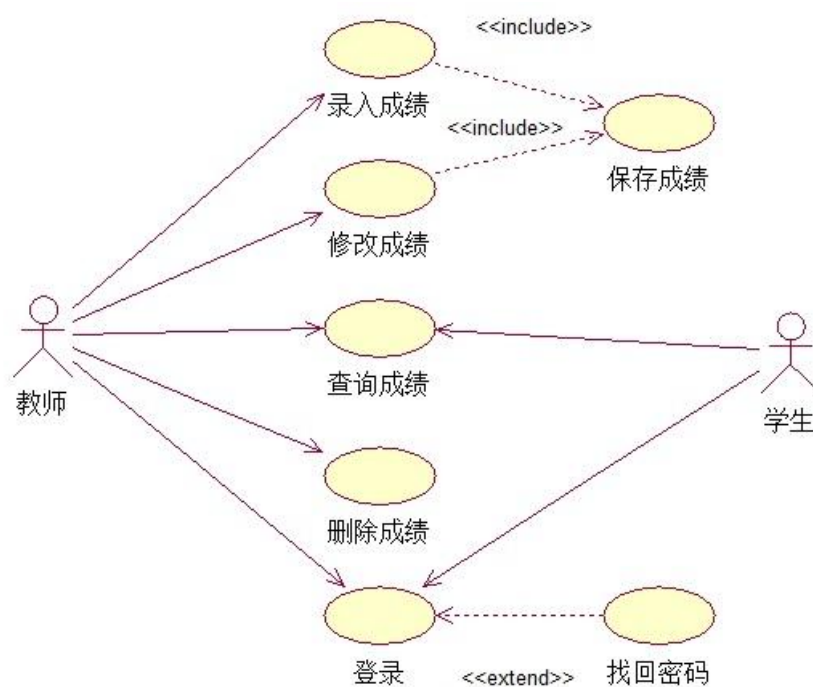 <<include>>
录入成绩
<<include>>
保存成绩
修改成绩
查询成绩
教师
学生
删除成绩
登录
<<extend>>
找回密码